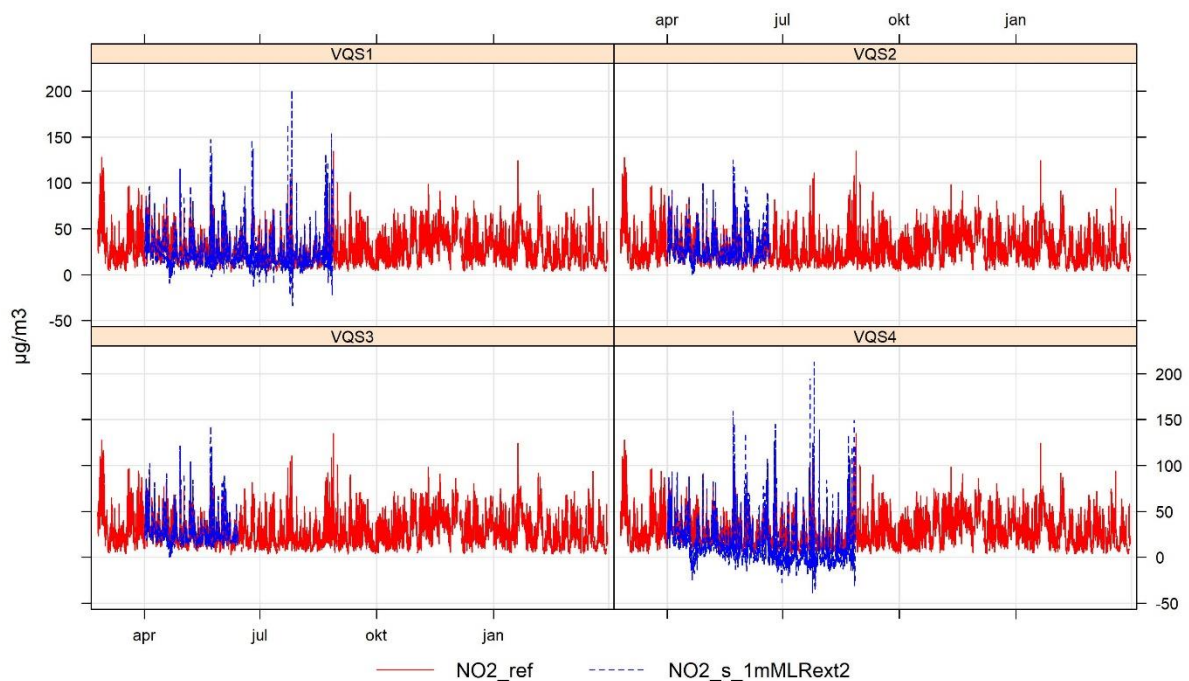 apr jul okt jan
VQS1 VQS2
200
150
100
50
0
-50
µg/m3
VQS3 VQS4
200
150
100
50
0
-50
apr jul okt jan
NO2_ref NO2_s_1mMLRext2